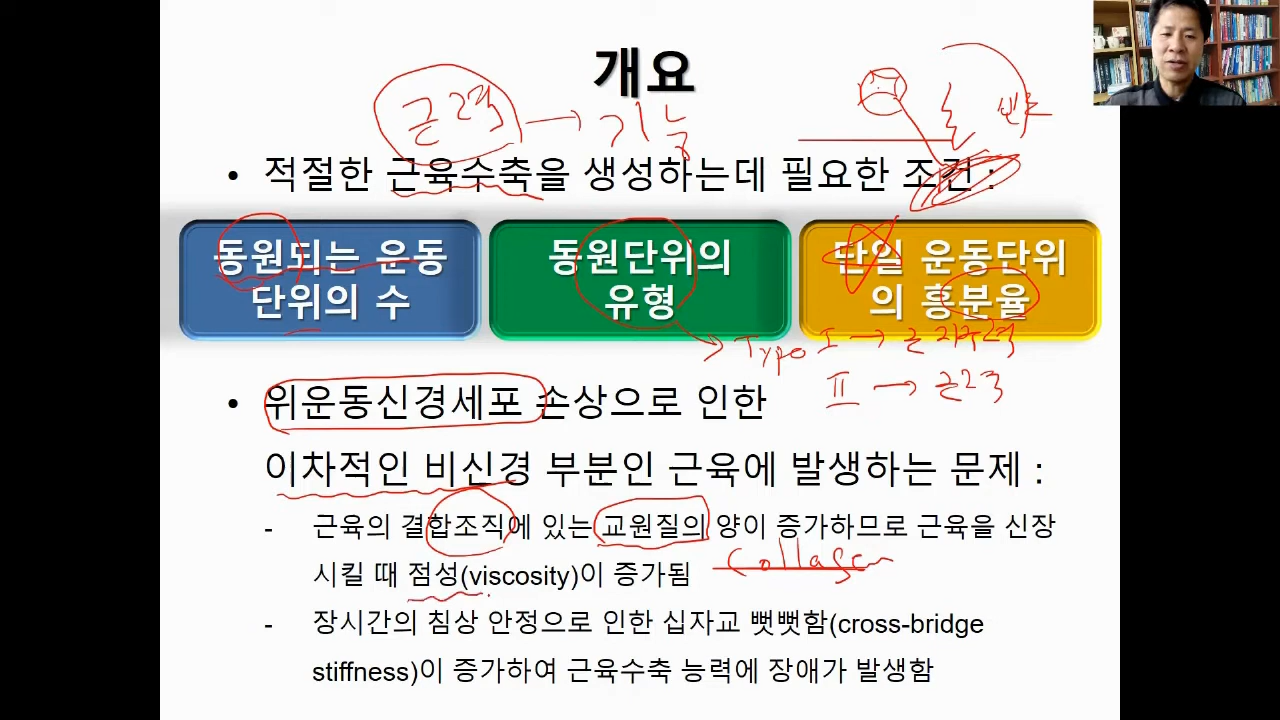 개요
근력 → 기능
빈도
• 적절한 근육수축을 생성하는데 필요한 조건 :
동원되는 운동
단위의 수
동원단위의
유형
단일 운동단위
의 흥분율
Type I → 근지구력
II → 근력
• 위운동신경세포 손상으로 인한
이차적인 비신경 부분인 근육에 발생하는 문제 :
- 근육의 결합조직에 있는 교원질의 양이 증가하므로 근육을 신장
시킬 때 점성(viscosity)이 증가됨
Collagen
- 장시간의 침상 안정으로 인한 십자교 뻣뻣함(cross-bridge
stiffness)이 증가하여 근육수축 능력에 장애가 발생함